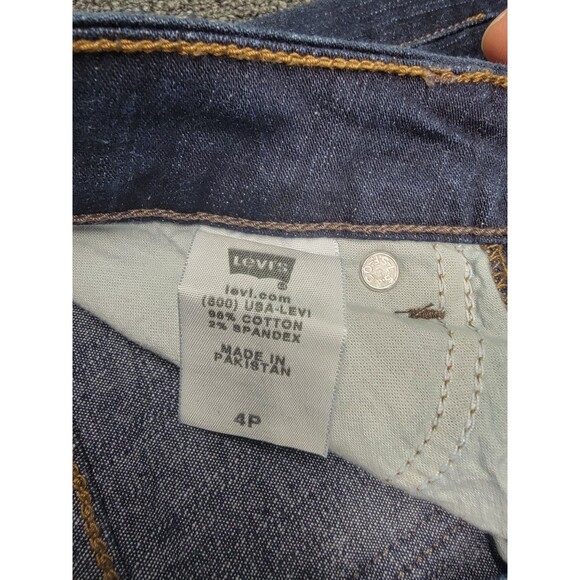 Levi's
®
levi.com
(800) USA-LEVI
98% COTTON
2% SPANDEX
MADE IN
PAKISTAN
4P